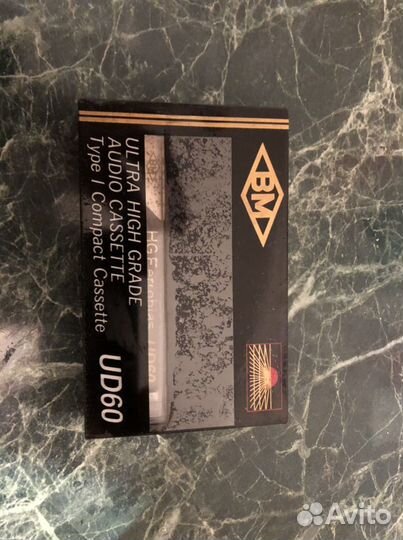 BM
ULTRA HIGH GRADE
AUDIO CASSETTE
Type I Compact Cassette
UD60
Avito